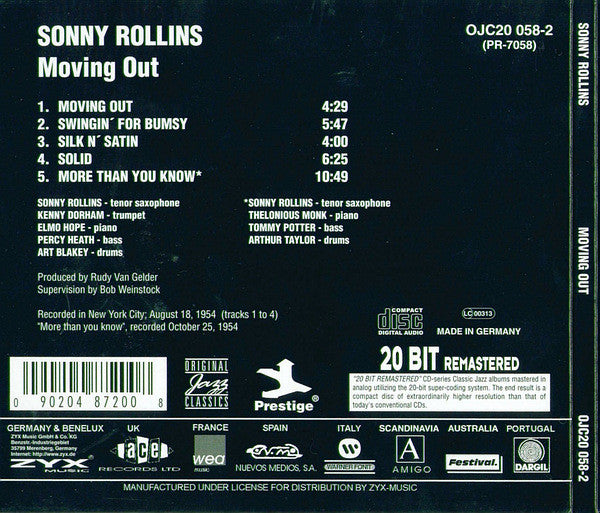 SONNY ROLLINS
Moving Out
OJC20 058-2
(PR-7058)
1. MOVING OUT 4:29
2. SWINGIN´ FOR BUMSY 5:47
3. SILK N´ SATIN 4:00
4. SOLID 6:25
5. MORE THAN YOU KNOW* 10:49
SONNY ROLLINS - tenor saxophone
KENNY DORHAM - trumpet
ELMO HOPE - piano
PERCY HEATH - bass
ART BLAKEY - drums
*SONNY ROLLINS - tenor saxophone
THELONIOUS MONK - piano
TOMMY POTTER - bass
ARTHUR TAYLOR - drums
Produced by Rudy Van Gelder
Supervision by Bob Weinstock
Recorded in New York City; August 18, 1954 (tracks 1 to 4)
"More than you know", recorded October 25, 1954
COMPACT
disc
DIGITAL AUDIO
LC 00313
MADE IN GERMANY
0 90204 87200 8
ORIGINAL
Jazz
CLASSICS
Prestige
20 BIT REMASTERED
"20 BIT REMASTERED" CD-series Classic Jazz albums mastered in
analog utilizing the 20-bit super-coding system. The end result is a
compact disc of extraordinarily higher resolution than that of
today's conventional CDs.
GERMANY & BENELUX
ZYX Music GmbH & Co. KG
Benzstr.-Industriegebiet
35799 Merenberg, Germany
Internet: http://www.zyx.de
ZYX
MUSIC
UK
ace
RECORDS LTD
FRANCE
wea
music
SPAIN
NUEVOS MEDIOS, S.A.
ITALY
WARNER FONIT
SCANDINAVIA
A
AMIGO
AUSTRALIA
Festival.
PORTUGAL
DARGIL
MANUFACTURED UNDER LICENSE FOR DISTRIBUTION BY ZYX-MUSIC
SONNY ROLLINS
MOVING OUT
OJC20 058-2